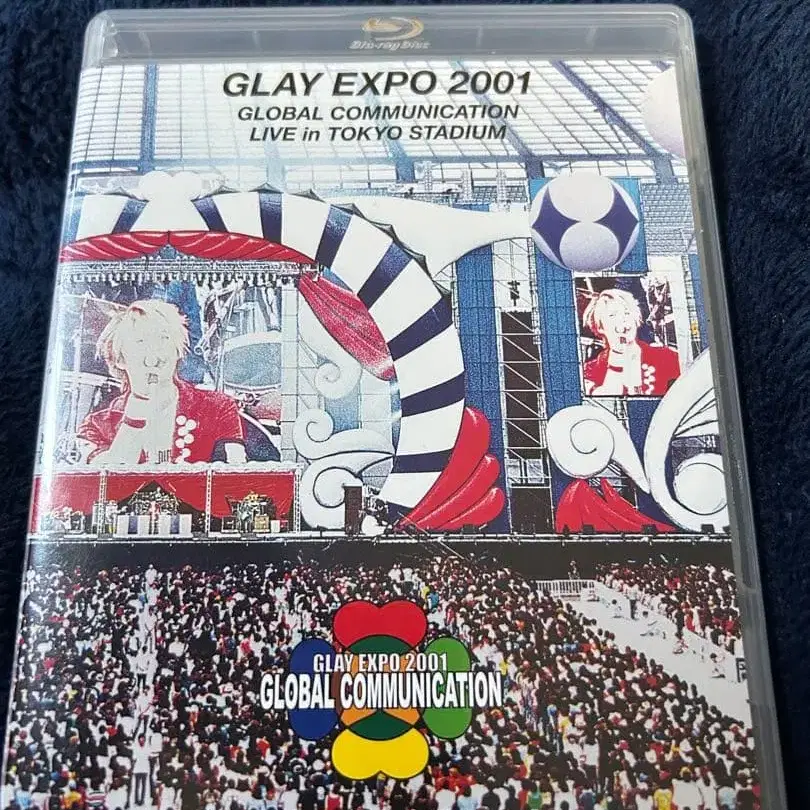 Blu-ray Disc
GLAY EXPO 2001
GLOBAL COMMUNICATION
LIVE in TOKYO STADIUM
GLAY EXPO 2001
GLOBAL COMMUNICATION